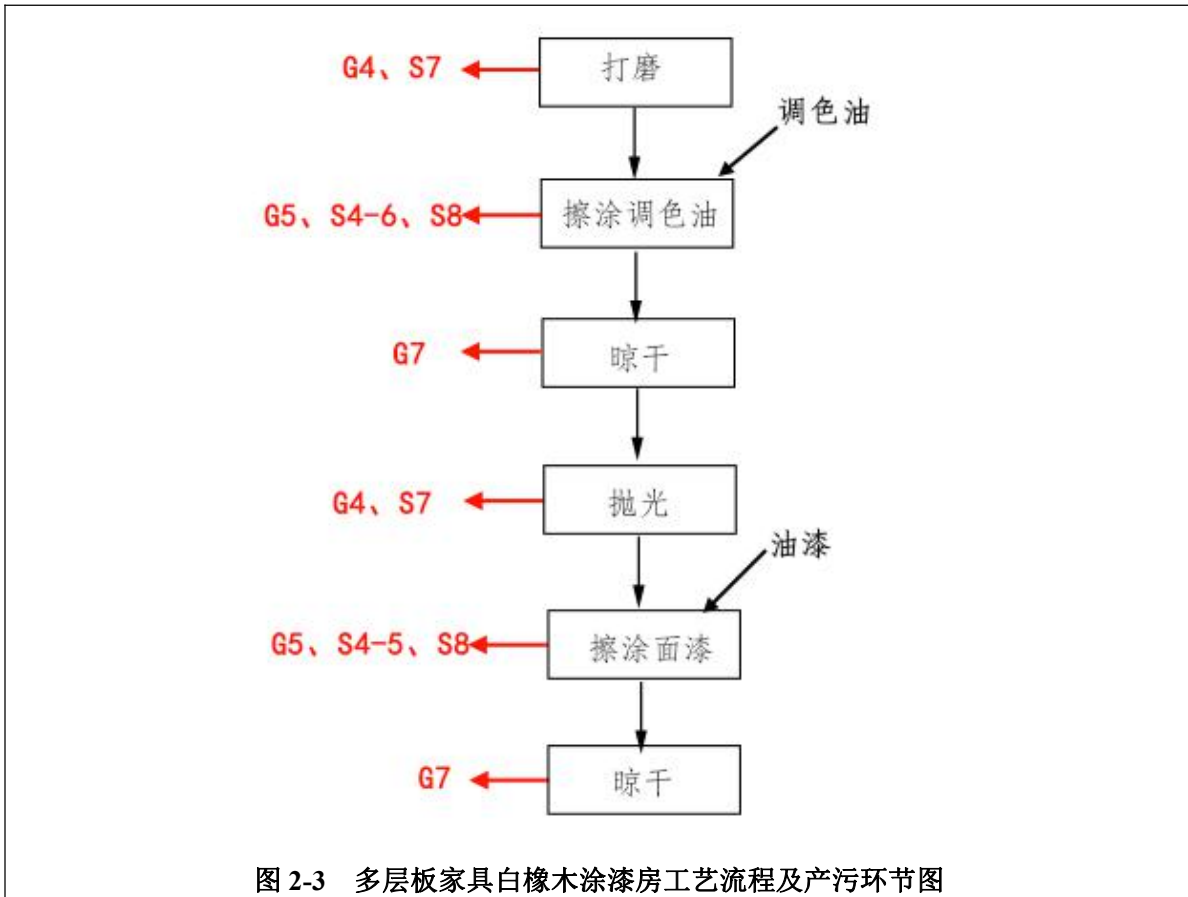 G4、S7
打磨
调色油
G5、S4-6、S8
擦涂调色油
G7
晾干
G4、S7
抛光
油漆
G5、S4-5、S8
擦涂面漆
G7
晾干
图 2-3 多层板家具白橡木涂漆房工艺流程及产污环节图